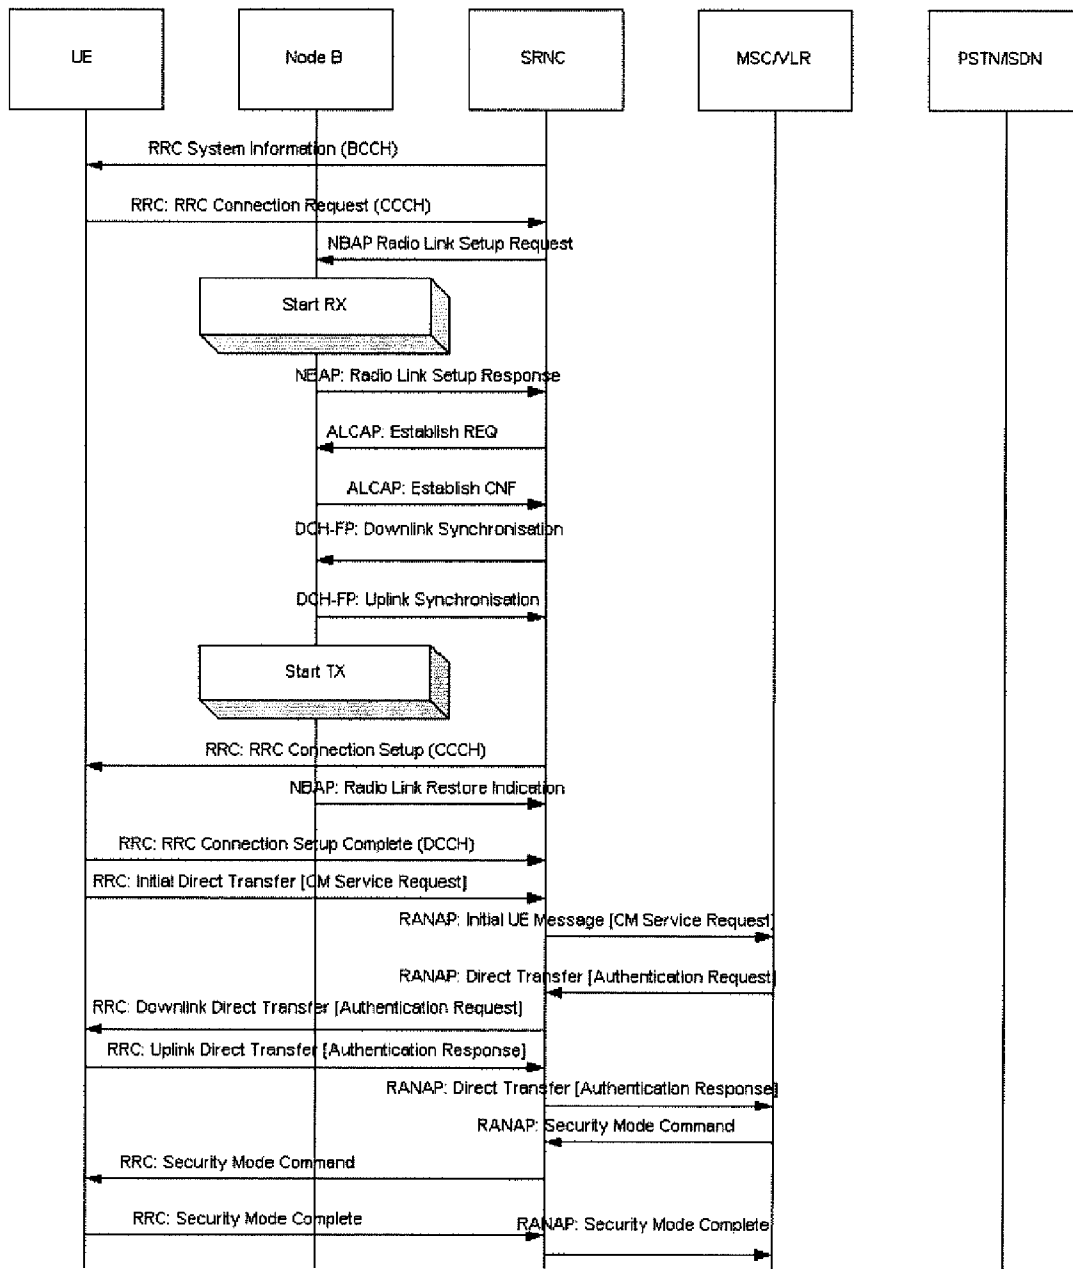 UE
Node B
SRNC
MSC/VLR
PSTN/ISDN
RRC System Information (BCCH)
RRC: RRC Connection Request (CCCH)
NBAP Radio Link Setup Request
Start RX
NBAP: Radio Link Setup Response
ALCAP: Establish REQ
ALCAP: Establish CNF
DCH-FP: Downlink Synchronisation
DCH-FP: Uplink Synchronisation
Start TX
RRC: RRC Connection Setup (CCCH)
NBAP: Radio Link Restore Indication
RRC: RRC Connection Setup Complete (DCCH)
RRC: Initial Direct Transfer [CM Service Request]
RANAP: Initial UE Message [CM Service Request]
RANAP: Direct Transfer [Authentication Request]
RRC: Downlink Direct Transfer [Authentication Request]
RRC: Uplink Direct Transfer [Authentication Response]
RANAP: Direct Transfer [Authentication Response]
RANAP: Security Mode Command
RRC: Security Mode Command
RRC: Security Mode Complete
RANAP: Security Mode Complete